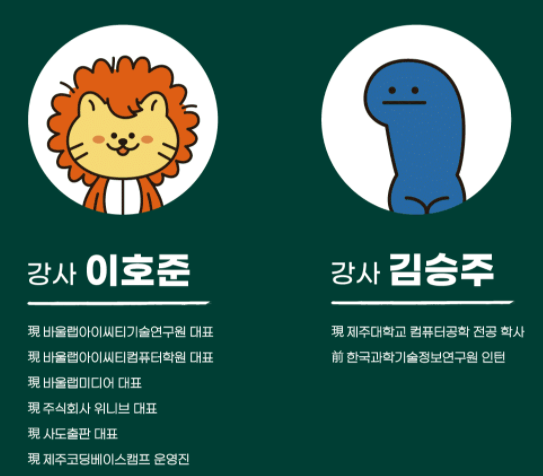 강사 이호준
現 바울랩아이씨티기술연구원 대표
現 바울랩아이씨티컴퓨터학원 대표
現 바울랩미디어 대표
現 주식회사 위니브 대표
現 사도출판 대표
現 제주코딩베이스캠프 운영진
강사 김승주
現 제주대학교 컴퓨터공학 전공 학사
前 한국과학기술정보연구원 인턴